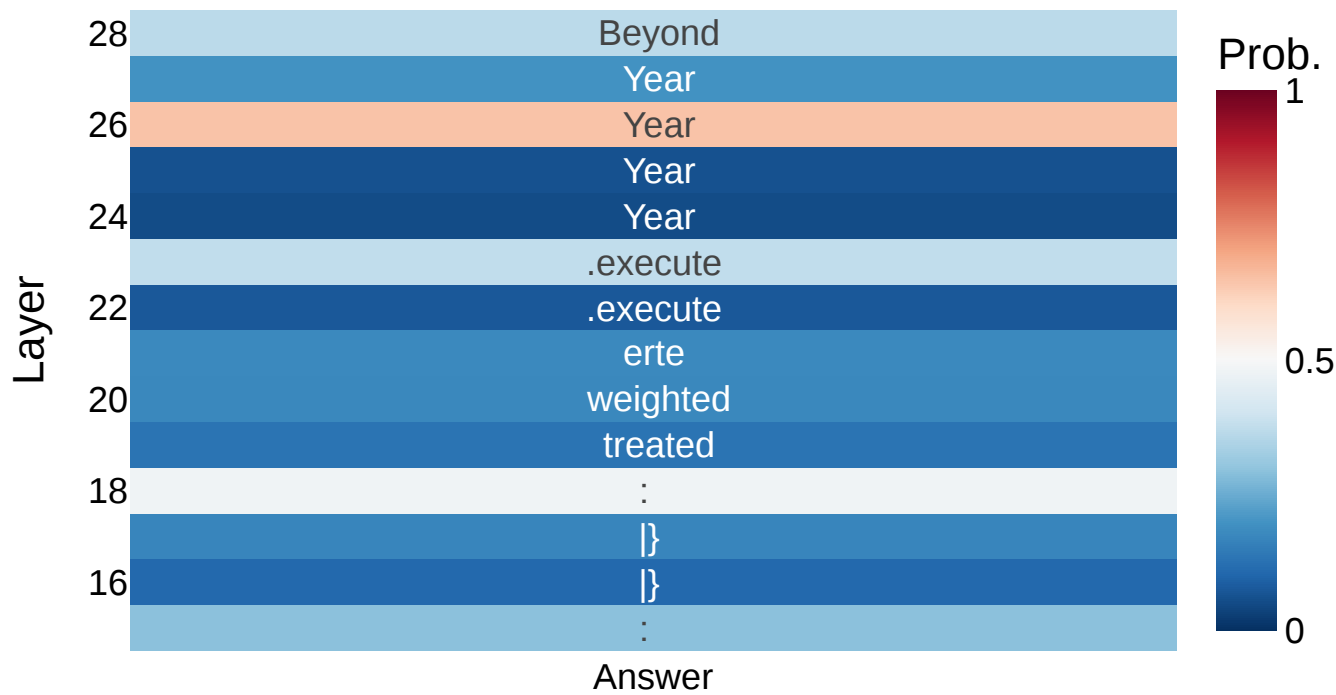 28 Beyond
Year
26 Year
Year
24 Year
.execute
22 .execute
erte
20 weighted
treated
18 :
|}
16 |}
:
Answer
Layer
Prob.
1
0.5
0